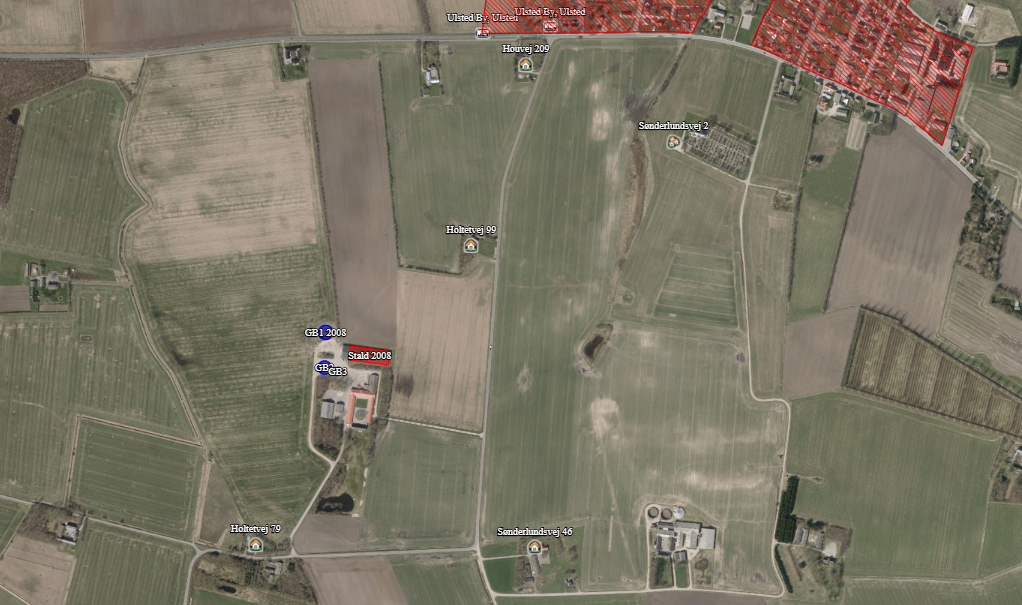 Ulsted By, Ulsted
Ulsted By, Ulsted
Houvej 209
Sønderlundsvej 2
Holtetvej 99
GB1 2008
Stald 2008
GB2
GB3
Holtetvej 79
Sønderlundsvej 46